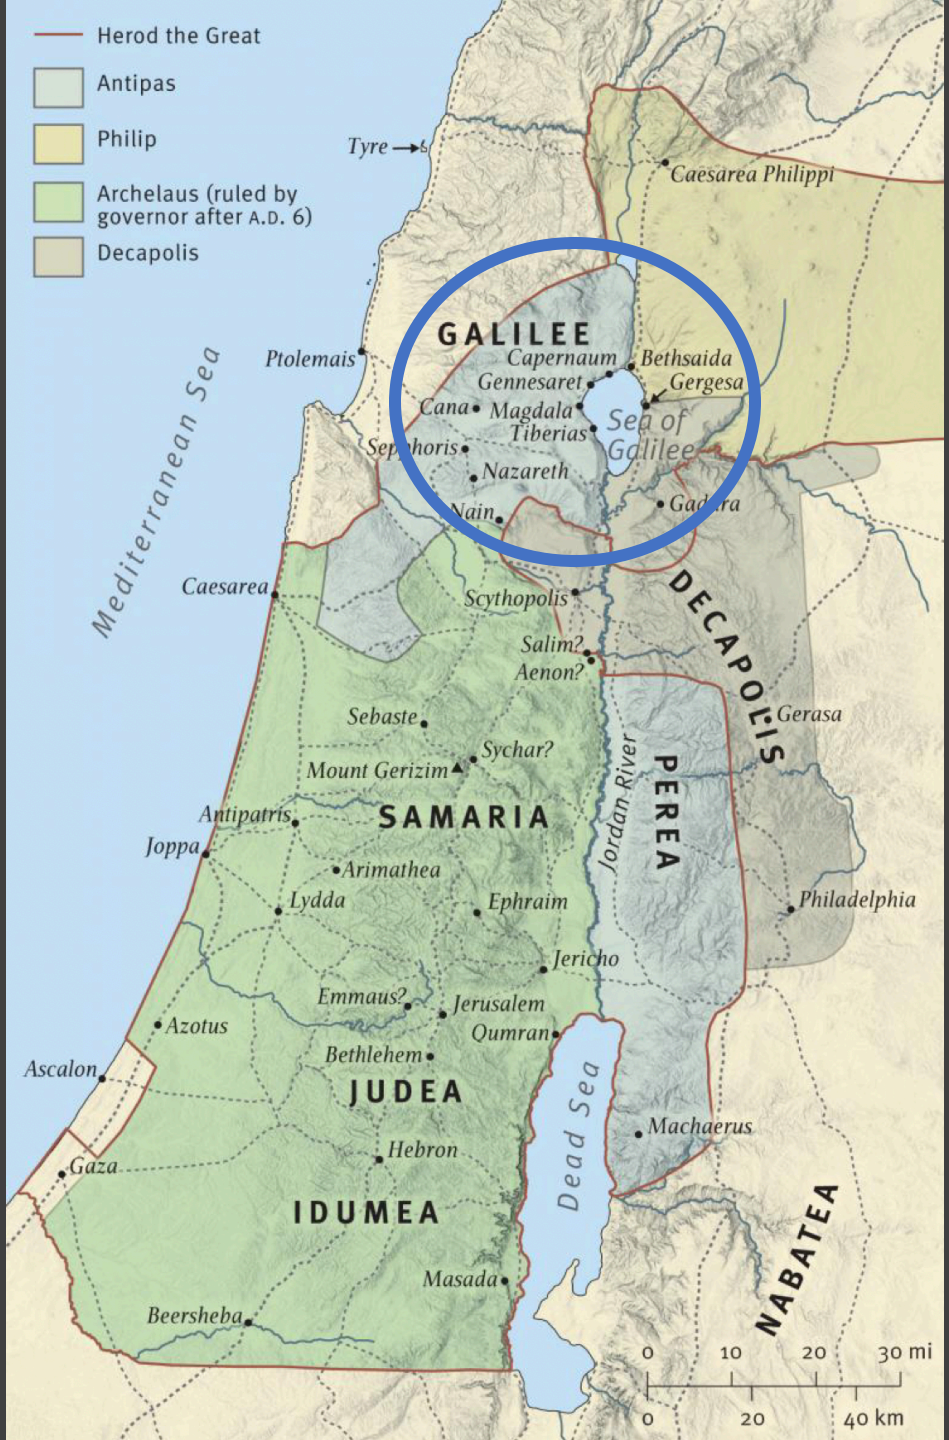 Herod the Great
Antipas
Philip
Archelaus (ruled by
governor after A.D. 6)
Decapolis
Tyre
Caesarea Philippi
GALILEE
Ptolemais
Capernaum
Bethsaida
Gennesaret
Gergesa
Cana
Magdala
Sea of
Galilee
Tiberias
Sepphoris
Nazareth
Mediterranean Sea
Nain
Gadara
DECAPOLIS
Caesarea
Scythopolis
Salim?
Aenon?
Sebaste
Gerasa
Sychar?
Mount Gerizim
Jordan River
PEREA
SAMARIA
Antipatris
Joppa
Arimathea
Lydda
Ephraim
Philadelphia
Jericho
Emmaus?
Jerusalem
Azotus
Qumran
Bethlehem
Ascalon
JUDEA
Dead Sea
Machaerus
Hebron
Gaza
IDUMEA
NABATEA
Masada
Beersheba
0 10 20 30 mi
0 20 40 km